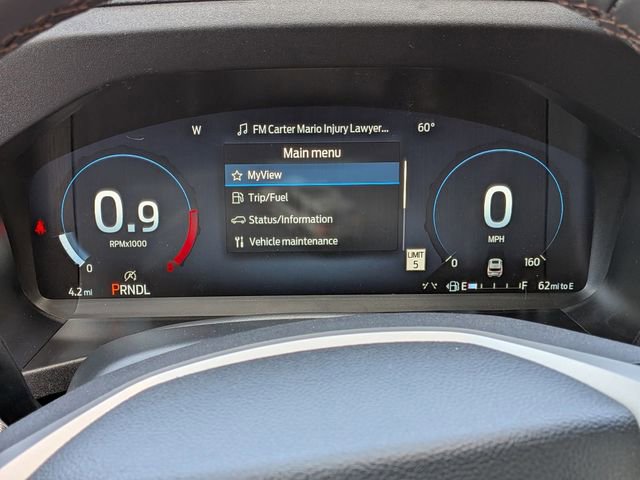 W
FM Carter Mario Injury Lawyer...
60°
Main menu
MyView
Trip/Fuel
Status/Information
Vehicle maintenance
0.9
RPMx1000
0
4.2 mi
PRNDL
0
MPH
LIMIT
5
0
160
E
F
62 mi to E